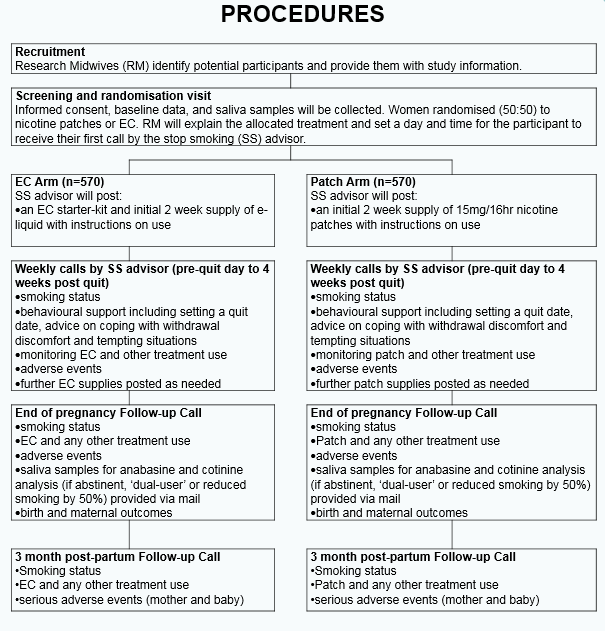 PROCEDURES
Recruitment
Research Midwives (RM) identify potential participants and provide them with study information.
Screening and randomisation visit
Informed consent, baseline data, and saliva samples will be collected. Women randomised (50:50) to
nicotine patches or EC. RM will explain the allocated treatment and set a day and time for the participant to
receive their first call by the stop smoking (SS) advisor.
EC Arm (n=570)
SS advisor will post:
•an EC starter-kit and initial 2 week supply of e-
liquid with instructions on use
Patch Arm (n=570)
SS advisor will post:
•an initial 2 week supply of 15mg/16hr nicotine
patches with instructions on use
Weekly calls by SS advisor (pre-quit day to 4
weeks post quit)
•smoking status
•behavioural support including setting a quit
date, advice on coping with withdrawal
discomfort and tempting situations
•monitoring EC and other treatment use
•adverse events
•further EC supplies posted as needed
Weekly calls by SS advisor (pre-quit day to 4
weeks post quit)
•smoking status
•behavioural support including setting a quit date,
advice on coping with withdrawal discomfort and
tempting situations
•monitoring patch and other treatment use
•adverse events
•further patch supplies posted as needed
End of pregnancy Follow-up Call
•smoking status
•EC and any other treatment use
•adverse events
•saliva samples for anabasine and cotinine
analysis (if abstinent, ‘dual-user’ or reduced
smoking by 50%) provided via mail
•birth and maternal outcomes
End of pregnancy Follow-up Call
•smoking status
•Patch and any other treatment use
•adverse events
•saliva samples for anabasine and cotinine analysis
(if abstinent, ‘dual-user’ or reduced smoking by 50%)
provided via mail
•birth and maternal outcomes
3 month post-partum Follow-up Call
•Smoking status
•EC and any other treatment use
•serious adverse events (mother and baby)
3 month post-partum Follow-up Call
•Smoking status
•Patch and any other treatment use
•serious adverse events (mother and baby)